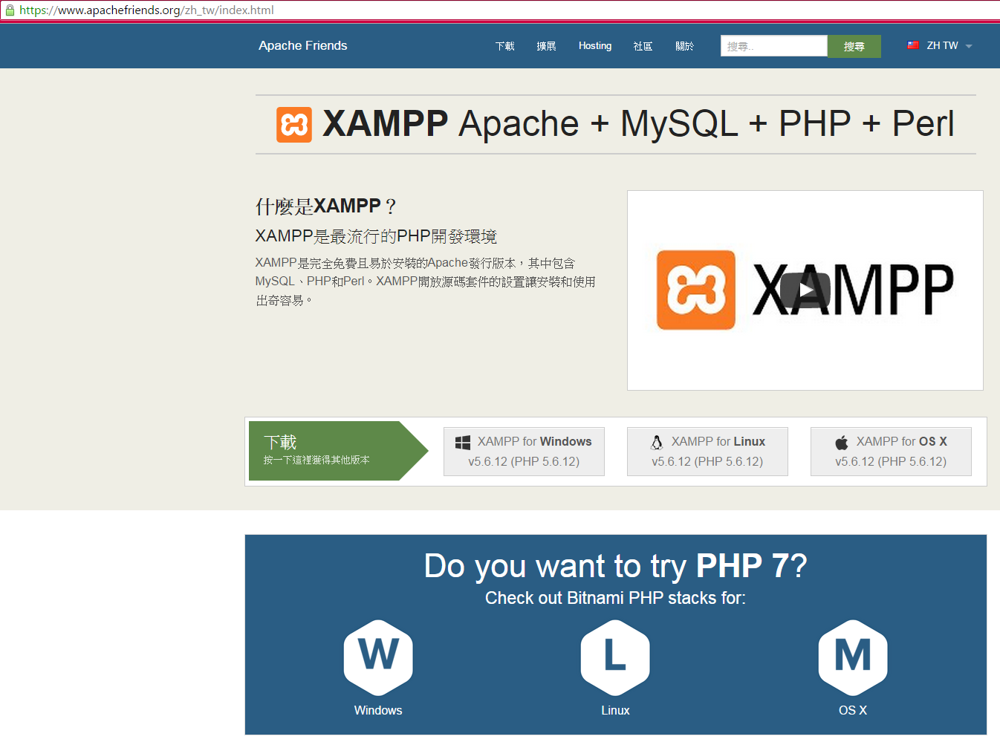 https://www.apachefriends.org/zh_tw/index.html
Apache Friends
下載
擴展
Hosting
社區
關於
搜尋..
搜尋
ZH TW
XAMPP Apache + MySQL + PHP + Perl
什麼是XAMPP？
XAMPP是最流行的PHP開發環境
XAMPP是完全免費且易於安裝的Apache發行版本，其中包含
MySQL、PHP和Perl。XAMPP開放源碼套件的設置讓安裝和使用
出奇容易。
XAMPP
下載
按一下這裡獲得其他版本
XAMPP for Windows
v5.6.12 (PHP 5.6.12)
XAMPP for Linux
v5.6.12 (PHP 5.6.12)
XAMPP for OS X
v5.6.12 (PHP 5.6.12)
Do you want to try PHP 7?
Check out Bitnami PHP stacks for:
W
L
M
Windows
Linux
OS X